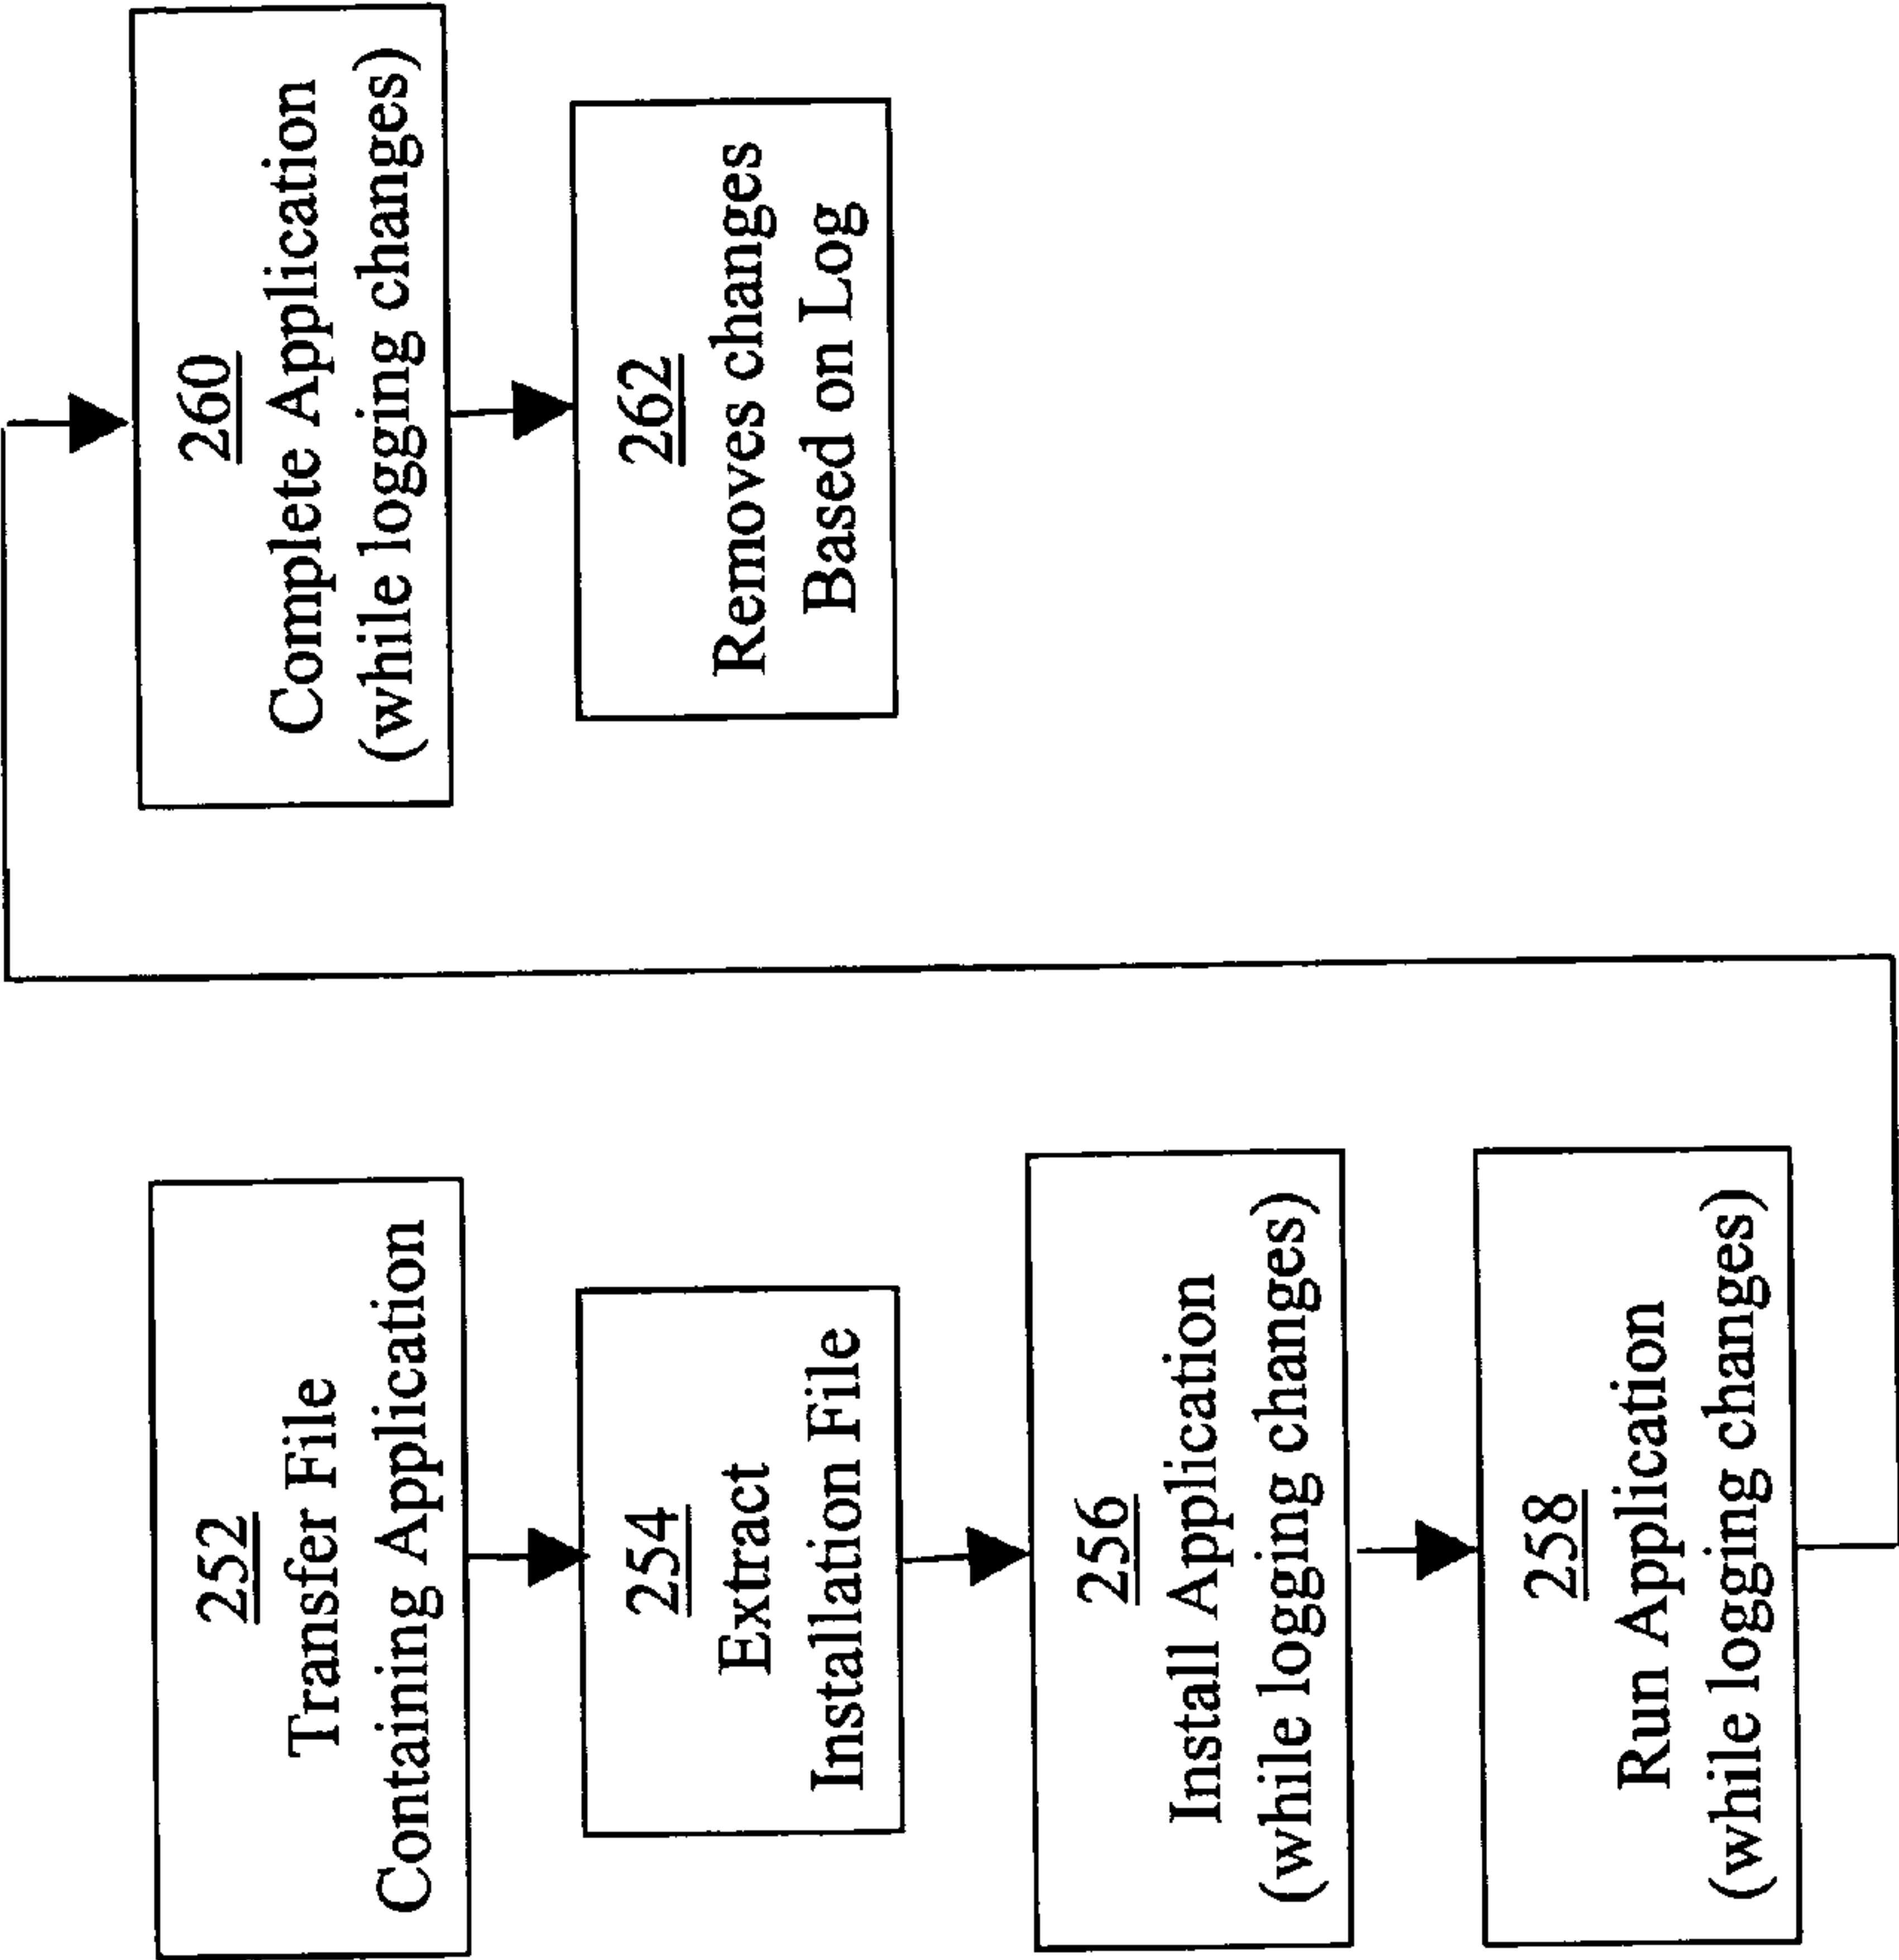 252
Transfer File
Containing Application
254
Extract
Installation File
256
Install Application
(while logging changes)
258
Run Application
(while logging changes)
260
Complete Application
(while logging changes)
262
Removes changes
Based on Log